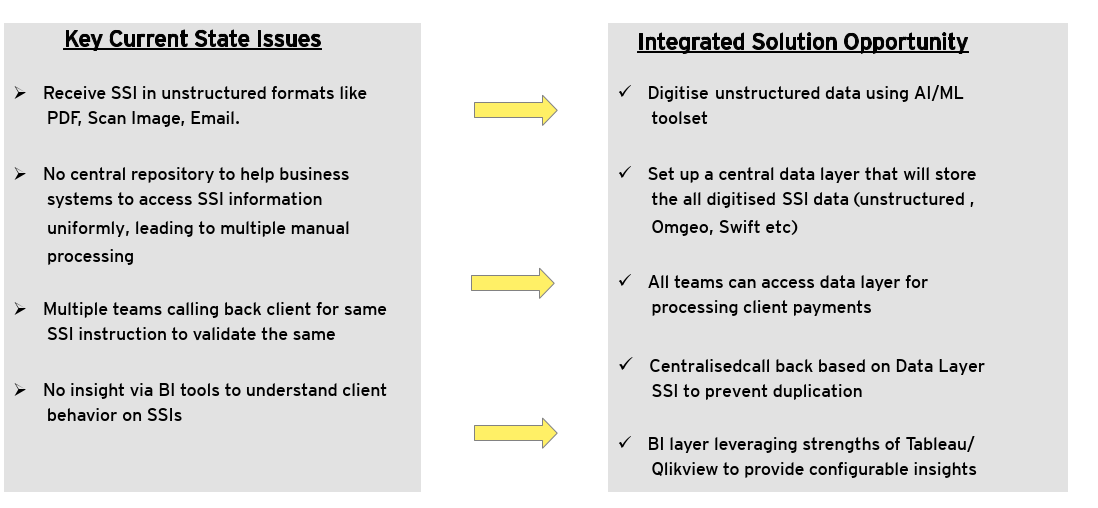 Key Current State Issues
➢ Receive SSI in unstructured formats like
PDF, Scan Image, Email.
➢ No central repository to help business
systems to access SSI information
uniformly, leading to multiple manual
processing
➢ Multiple teams calling back client for same
SSI instruction to validate the same
➢ No insight via BI tools to understand client
behavior on SSIs
Integrated Solution Opportunity
✓ Digitise unstructured data using AI/ML
toolset
✓ Set up a central data layer that will store
the all digitised SSI data (unstructured ,
Omgeo, Swift etc)
✓ All teams can access data layer for
processing client payments
✓ Centralisedcall back based on Data Layer
SSI to prevent duplication
✓ BI layer leveraging strengths of Tableau/
Qlikview to provide configurable insights